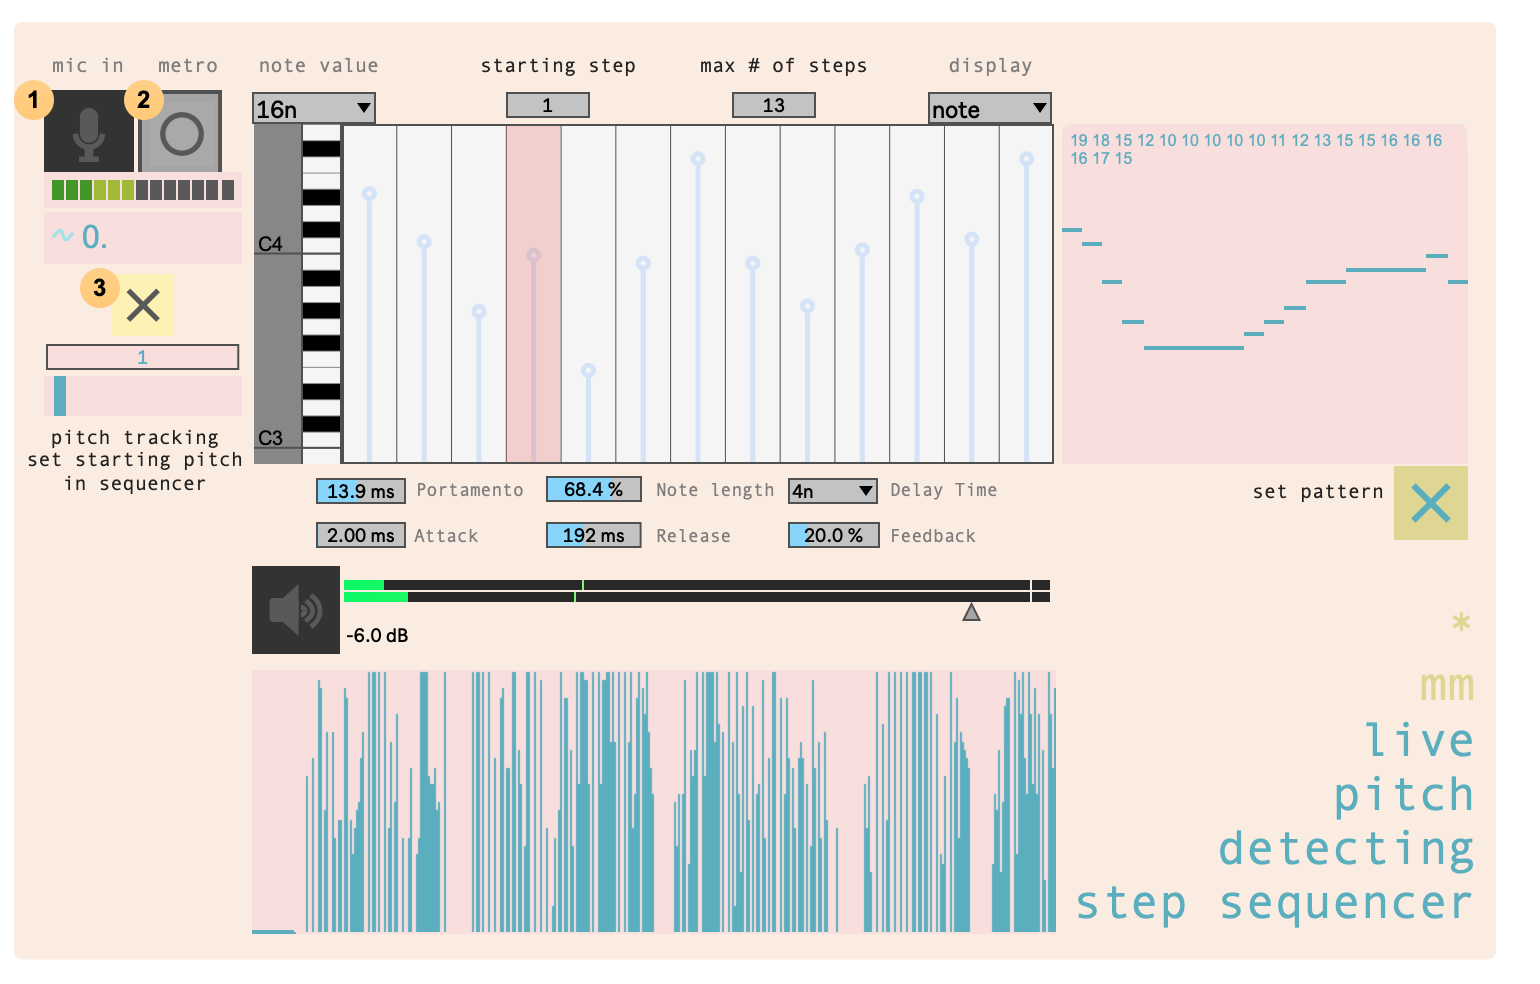 mic in
metro
note value
starting step
max # of steps
display
1
2
16n
1
13
note
19 18 15 12 10 10 10 10 10 11 12 13 15 15 16 16 16
16 17 15
0.
C4
3
1
C3
pitch tracking
set starting pitch
in sequencer
13.9 ms Portamento
68.4 % Note length
4n Delay Time
set pattern
2.00 ms Attack
192 ms Release
20.0 % Feedback
-6.0 dB
*
mm
live
pitch
detecting
step sequencer